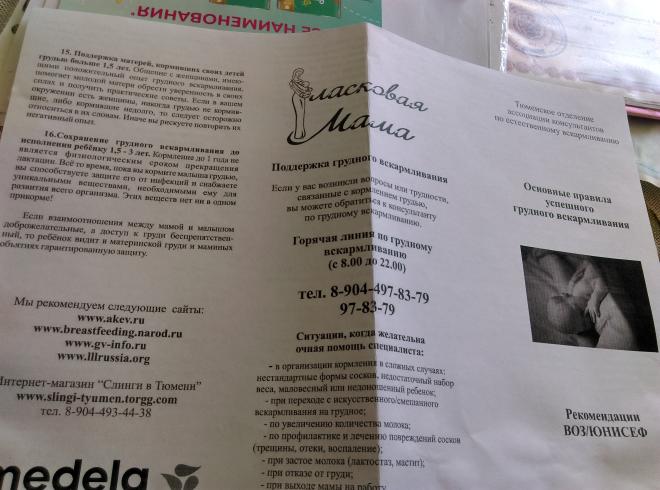 ВСЕ НАИМЕНОВАНИЯ
15. Поддержка матерей, кормивших своих детей
грудью больше 1,5 лет. Общение с женщинами, имею-
щими положительный опыт грудного вскармливания,
помогает молодой матери обрести уверенность в своих
силах и получить практические советы. Если в вашем
окружении есть женщины, никогда грудью не кормив-
шие, либо кормившие недолго, то следует осторожно
относиться к их словам. Иначе вы рискуете повторить их
негативный опыт.
16.Сохранение грудного вскармливания до
исполнения ребёнку 1,5 - 3 лет. Кормление до 1 года не
является физиологическим сроком прекращения
лактации. Всё то время, пока вы кормите малыша грудью,
вы способствуете защите его от инфекций и снабжаете
уникальными веществами, необходимыми ему для
развития всего организма. Этих веществ нет ни в одном
прикорме!
Если взаимоотношения между мамой и малышом
доброжелательные, а доступ к груди беспрепятствен-
ный, то ребёнок видит в материнской груди и маминых
объятиях гарантированную защиту.
Мы рекомендуем следующие сайты:
www.akev.ru
www.breastfeeding.narod.ru
www.gv-info.ru
www.lllrussia.org
Интернет-магазин “Слинги в Тюмени”
www.slingi-tyumen.torgg.com
тел. 8-904-493-44-38
medela
ласковая
Мама
Поддержка грудного вскармливания
Если у вас возникли вопросы или трудности,
связанные с кормлением грудью,
вы можете обратиться к консультанту
по грудному вскармливанию.
Горячая линия по грудному
вскармливанию
(с 8.00 до 22.00)
тел. 8-904-497-83-79
97-83-79
Ситуации, когда желательна
очная помощь специалиста:
- в организации кормления в сложных случаях:
нестандартные формы сосков, недостаточный набор
веса, маловесный или недоношенный ребенок;
- при переходе с искусственного/смешанного
вскармливания на грудное;
- по увеличению количества молока;
- по профилактике и лечению повреждений сосков
(трещины, отеки, воспаление);
- при застое молока (лактостаз, мастит);
- при отказе от груди;
- при выходе мамы на работу
Тюменское отделение
ассоциации консультантов
по естественному вскармливанию
Основные правила
успешного
грудного вскармливания
Рекомендации
ВОЗ/ЮНИСЕФ